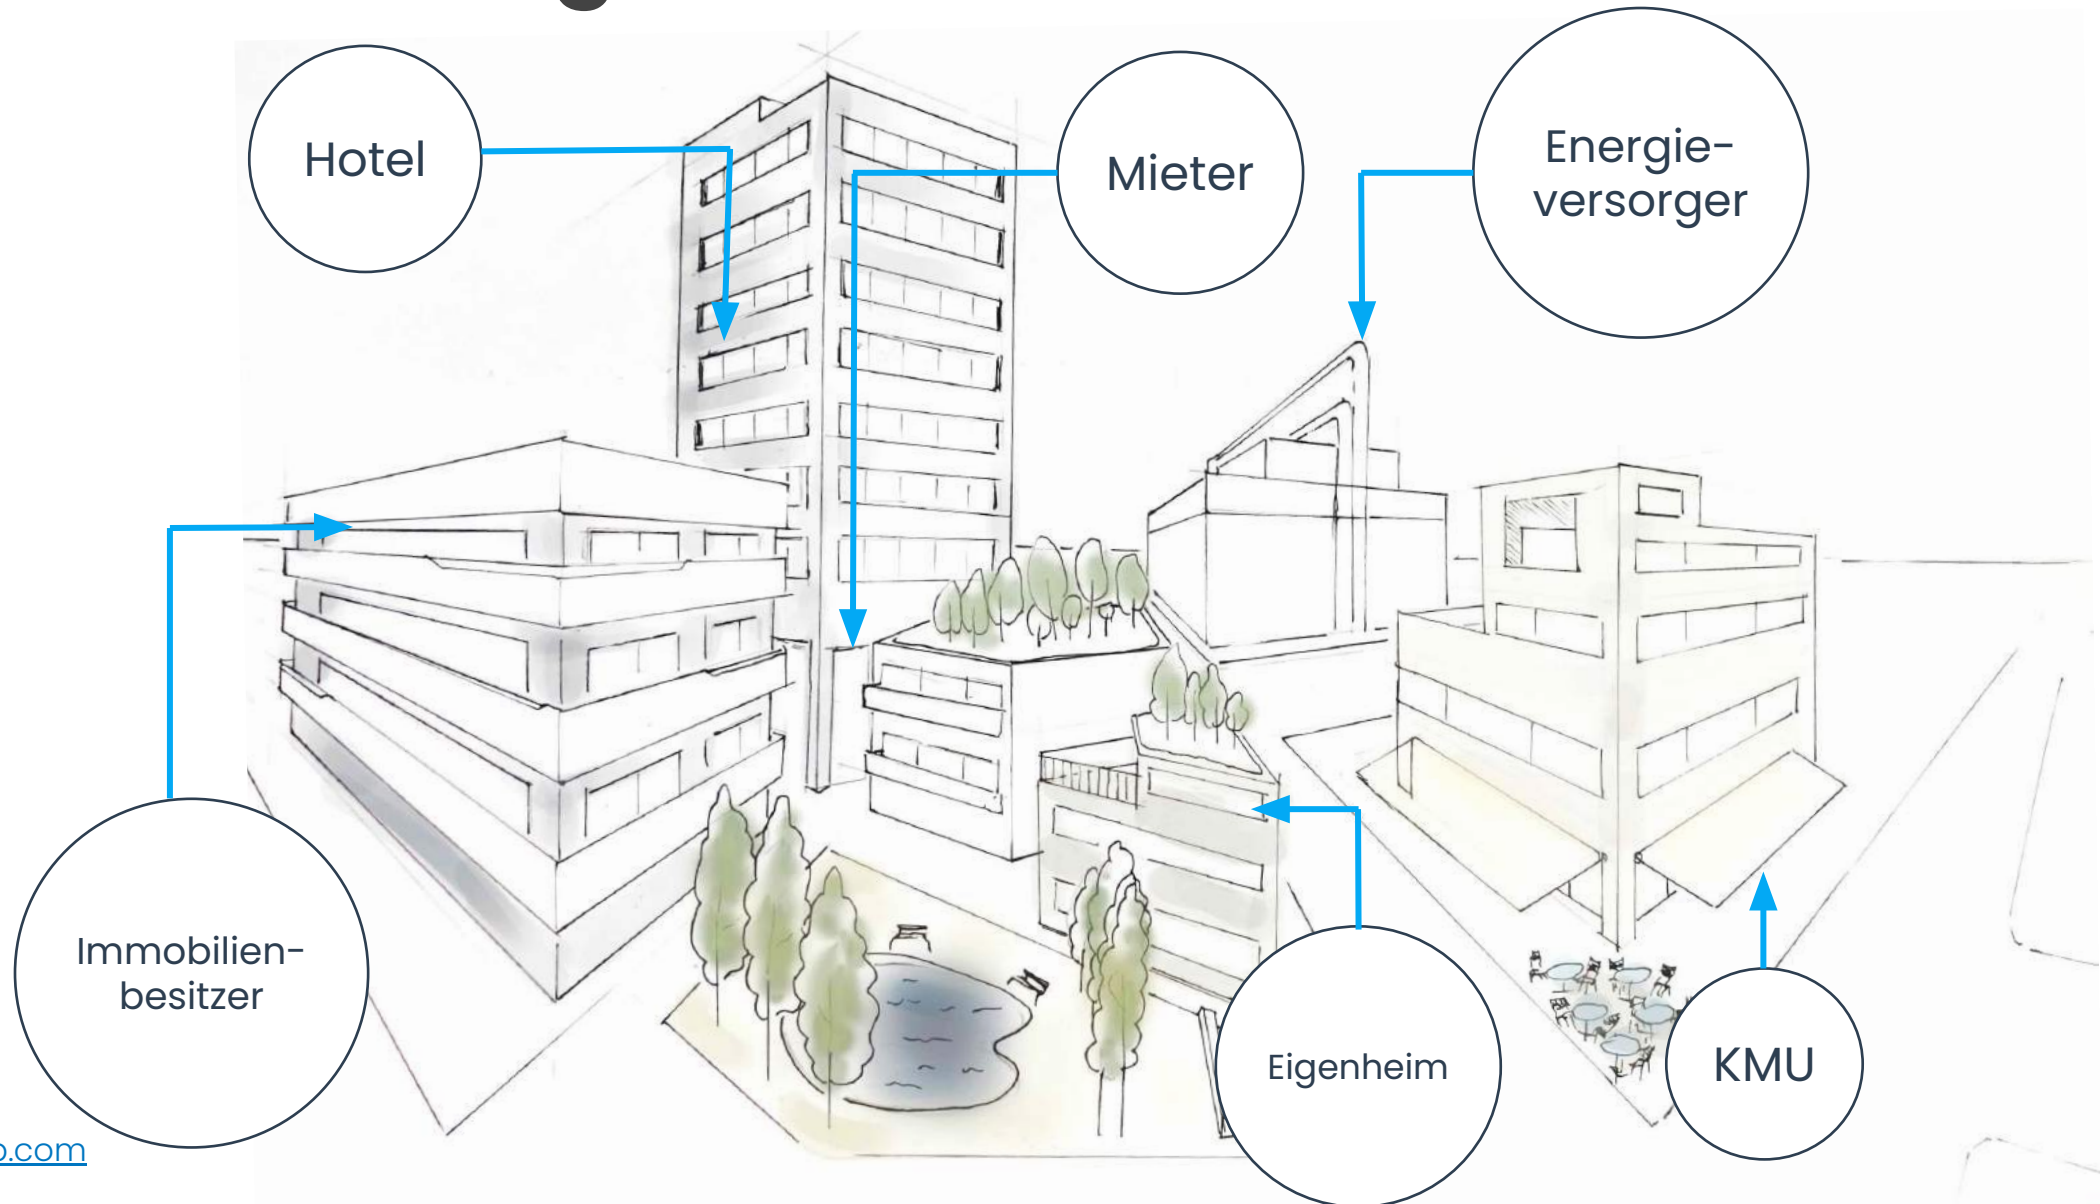 Hotel
Mieter
Energie-
versorger
Immobilien-
besitzer
Eigenheim
KMU
.com